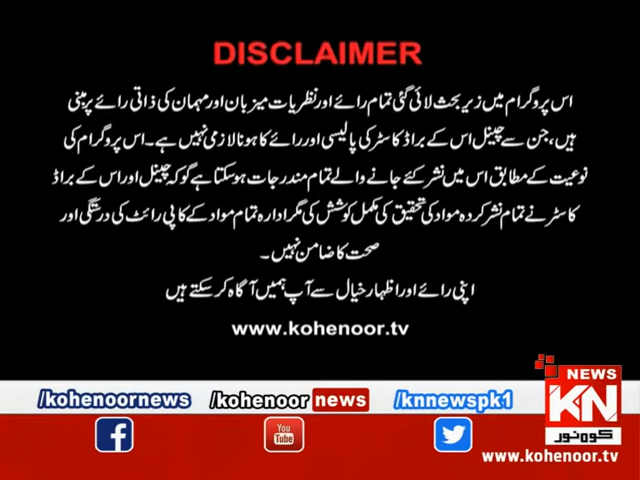 DISCLAIMER
اس پروگرام میں زیر بحث لائی گئی تمام رائے اور نظریات میزبان اور مہمان کی ذاتی رائے پر مبنی
ہیں، جن سے چینل اس کے براڈ کاسٹر کی پالیسی اور رائے کا ہونا لازمی نہیں ہے۔ اس پروگرام کی
نوعیت کے مطابق اس میں نشر کئے جانے والے تمام مندرجات ہو سکتا ہے گو کہ چینل اور اس کے براڈ
کاسٹر نے تمام نشر کردہ مواد کی تحقیق کی مکمل کوشش کی مگر ادارہ تمام مواد کے کاپی رائٹ کی درستگی اور
صحت کا ضامن نہیں۔
اپنی رائے اور اظہار خیال سے آپ ہمیں آگاہ کر سکتے ہیں
www.kohenoor.tv
/kohenoornews /kohenoor news /knnewspk1
You Tube
NEWS
KN
کوہ نور
www.kohenoor.tv